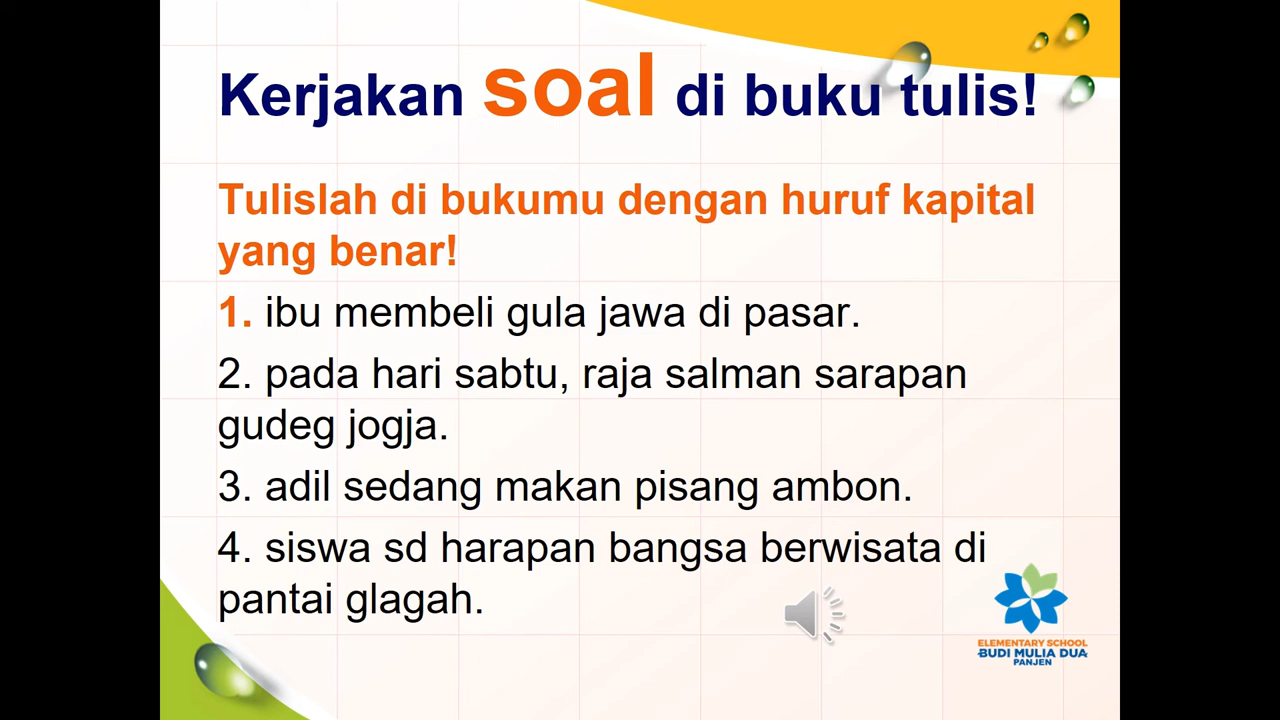 Kerjakan soal di buku tulis!
Tulislah di bukumu dengan huruf kapital
yang benar!
1. ibu membeli gula jawa di pasar.
2. pada hari sabtu, raja salman sarapan
gudeg jogja.
3. adil sedang makan pisang ambon.
4. siswa sd harapan bangsa berwisata di
pantai glagah.
ELEMENTARY SCHOOL
BUDI MULIA DUA
PANJEN